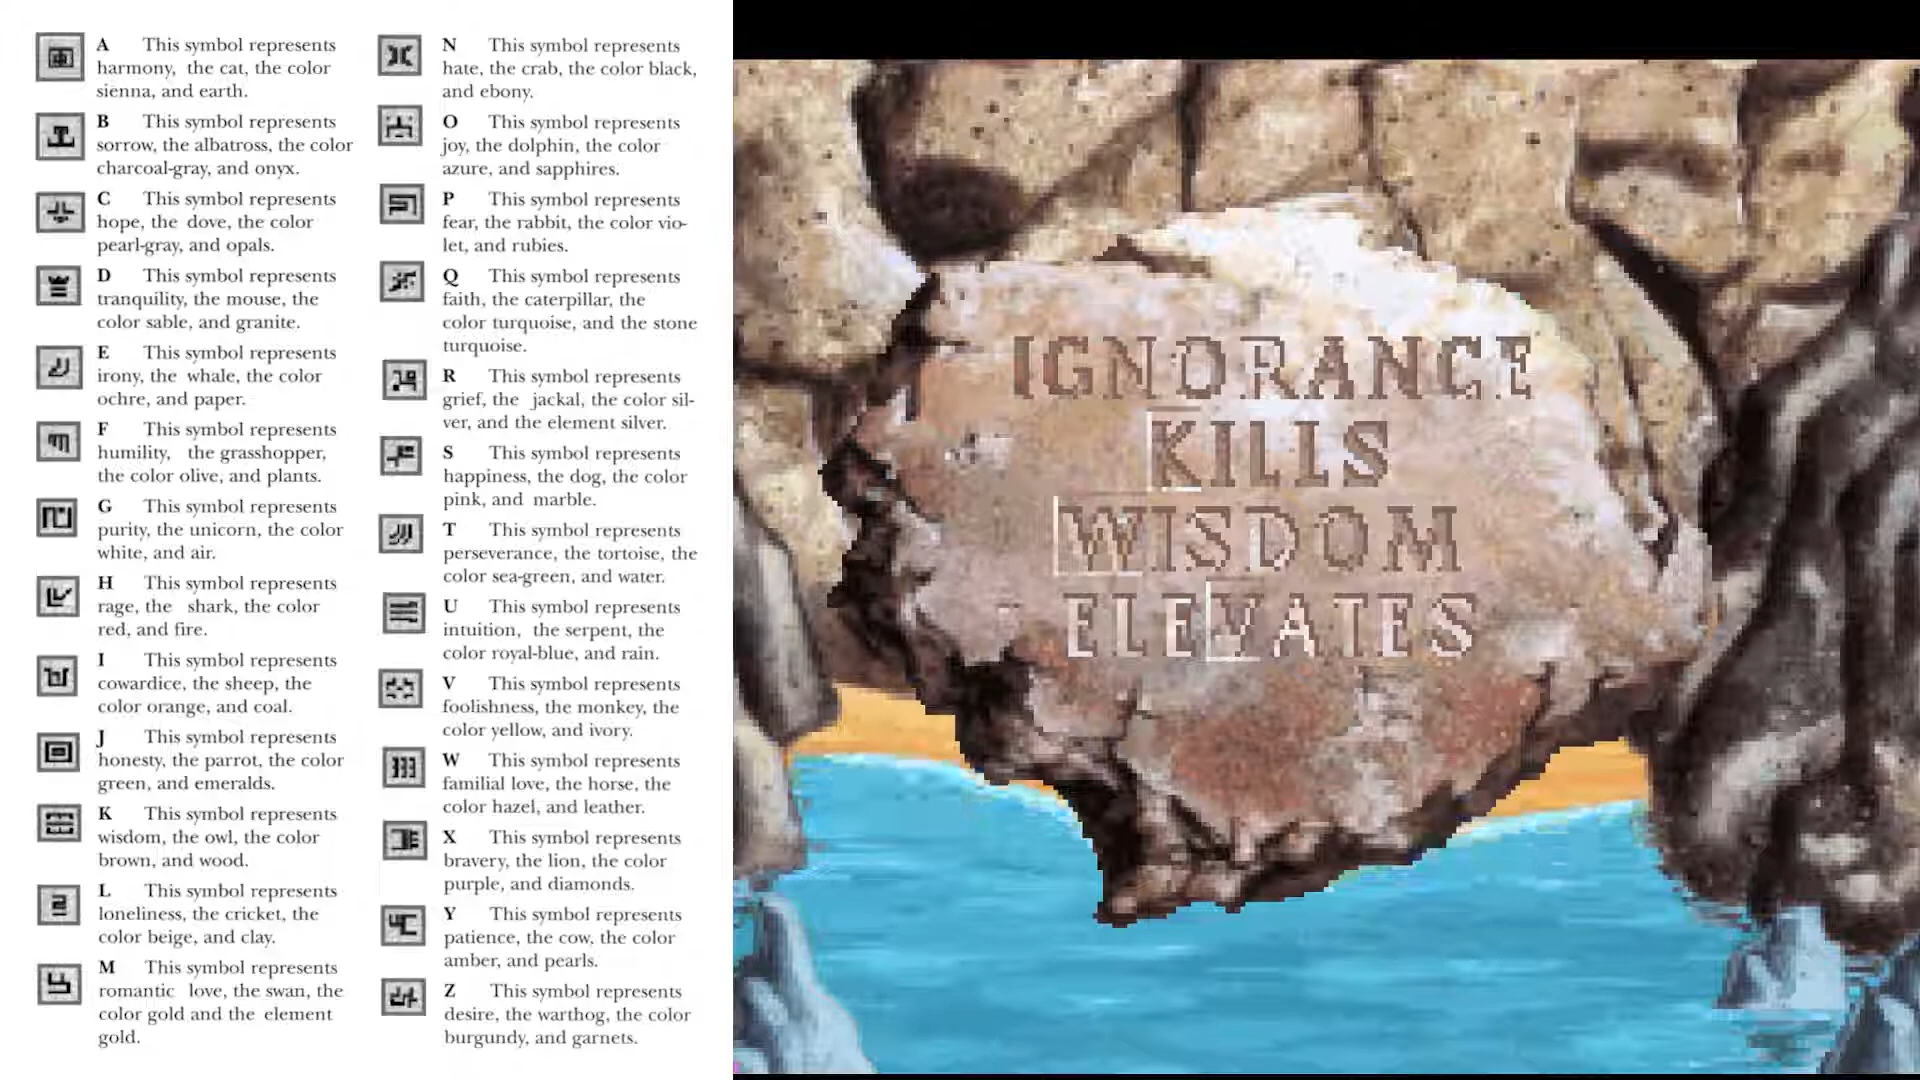 A This symbol represents
harmony, the cat, the color
sienna, and earth.
B This symbol represents
sorrow, the albatross, the color
charcoal-gray, and onyx.
C This symbol represents
hope, the dove, the color
pearl-gray, and opals.
D This symbol represents
tranquility, the mouse, the
color sable, and granite.
E This symbol represents
irony, the whale, the color
ochre, and paper.
F This symbol represents
humility, the grasshopper,
the color olive, and plants.
G This symbol represents
purity, the unicorn, the color
white, and air.
H This symbol represents
rage, the shark, the color
red, and fire.
I This symbol represents
cowardice, the sheep, the
color orange, and coal.
J This symbol represents
honesty, the parrot, the color
green, and emeralds.
K This symbol represents
wisdom, the owl, the color
brown, and wood.
L This symbol represents
loneliness, the cricket, the
color beige, and clay.
M This symbol represents
romantic love, the swan, the
color gold and the element
gold.
N This symbol represents
hate, the crab, the color black,
and ebony.
O This symbol represents
joy, the dolphin, the color
azure, and sapphires.
P This symbol represents
fear, the rabbit, the color vio-
let, and rubies.
Q This symbol represents
faith, the caterpillar, the
color turquoise, and the stone
turquoise.
R This symbol represents
grief, the jackal, the color sil-
ver, and the element silver.
S This symbol represents
happiness, the dog, the color
pink, and marble.
T This symbol represents
perseverance, the tortoise, the
color sea-green, and water.
U This symbol represents
intuition, the serpent, the
color royal-blue, and rain.
V This symbol represents
foolishness, the monkey, the
color yellow, and ivory.
W This symbol represents
familial love, the horse, the
color hazel, and leather.
X This symbol represents
bravery, the lion, the color
purple, and diamonds.
Y This symbol represents
patience, the cow, the color
amber, and pearls.
Z This symbol represents
desire, the warthog, the color
burgundy, and garnets.
IGNORANCE
KILLS
WISDOM
ELEVATES